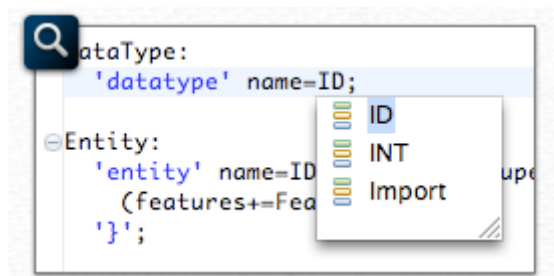 ataType:
'datatype' name=ID;
ID
Entity:
INT
'entity' name=ID
Import
(features+=Fea
'}';